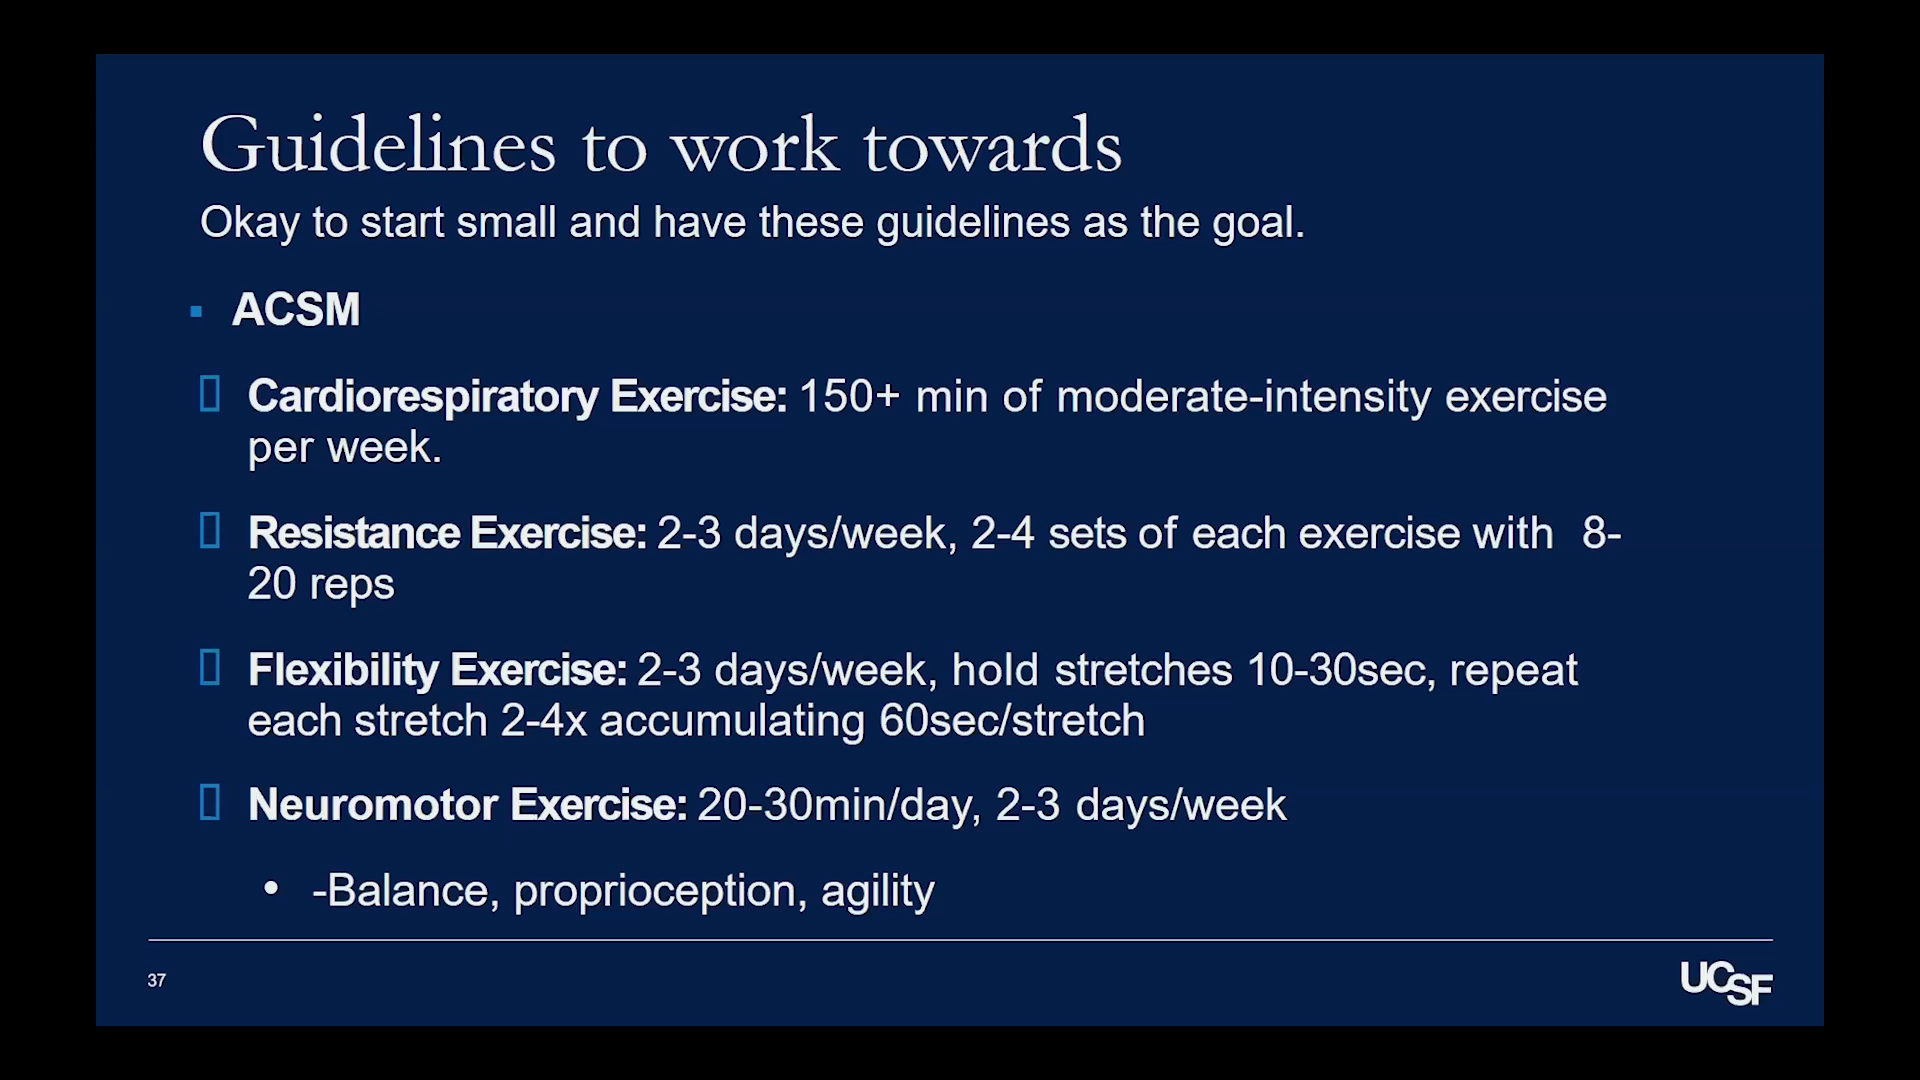 Guidelines to work towards
Okay to start small and have these guidelines as the goal.
▪ ACSM
Cardiorespiratory Exercise: 150+ min of moderate-intensity exercise
per week.
Resistance Exercise: 2-3 days/week, 2-4 sets of each exercise with 8-
20 reps
Flexibility Exercise: 2-3 days/week, hold stretches 10-30sec, repeat
each stretch 2-4x accumulating 60sec/stretch
Neuromotor Exercise: 20-30min/day, 2-3 days/week
• -Balance, proprioception, agility
37
UCSF